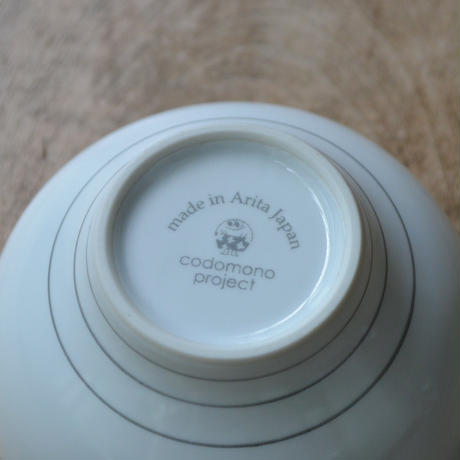 made in Arita Japan
codomono
project